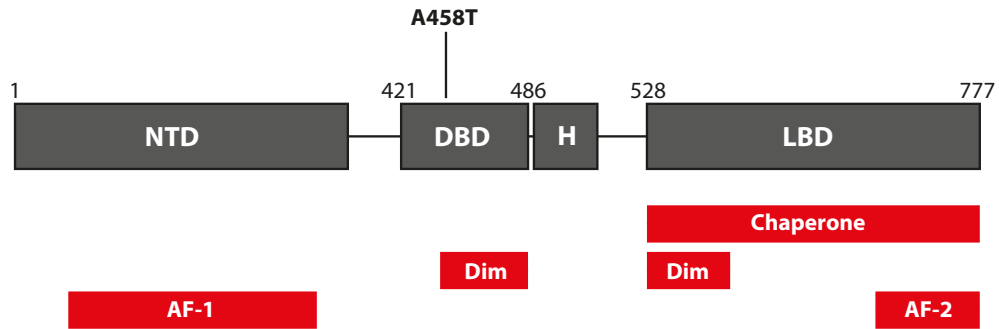 A458T
1 421 486 528 777
NTD DBD H LBD
Chaperone
Dim Dim
AF-1 AF-2